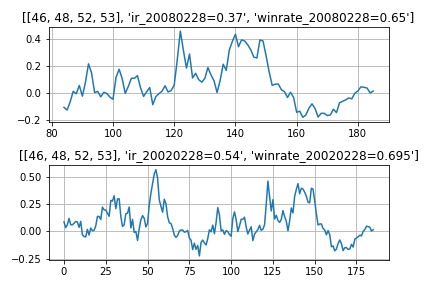 [[46, 48, 52, 53], 'ir_20080228=0.37', 'winrate_20080228=0.65']
0.4
0.2
0.0
−0.2
80 100 120 140 160 180
[[46, 48, 52, 53], 'ir_20020228=0.54', 'winrate_20020228=0.695']
0.50
0.25
0.00
−0.25
0 25 50 75 100 125 150 175